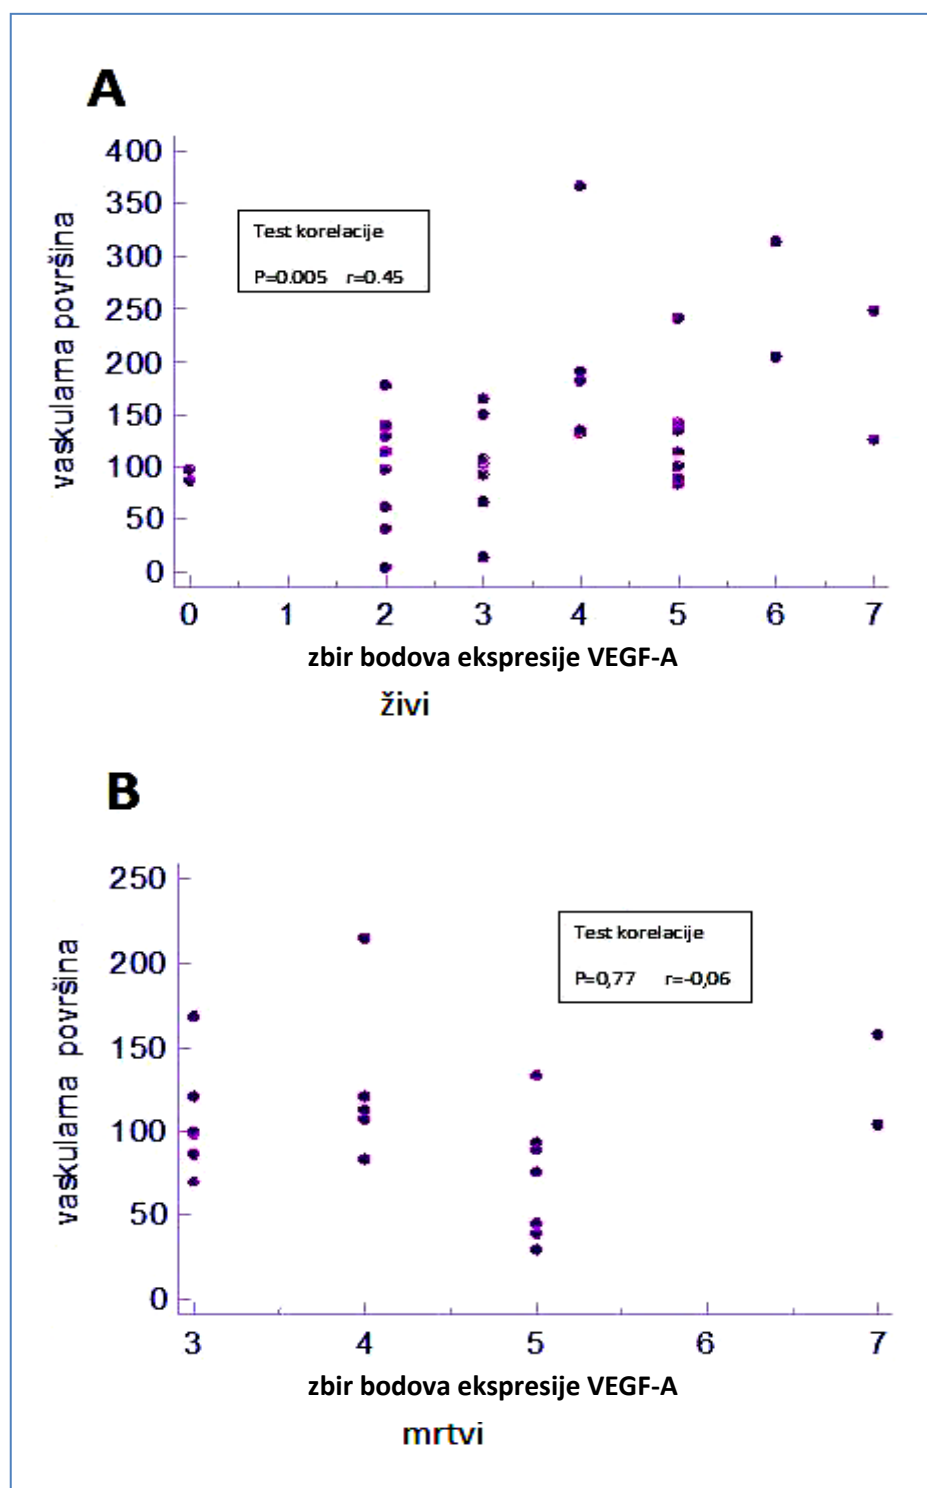 A
400
350
300
250
200
150
100
50
0
vaskularna površina
Test korelacije
P=0.005 r=0.45
0 1 2 3 4 5 6 7
zbir bodova ekspresije VEGF-A
živi
B
250
200
150
100
50
0
vaskularna površina
Test korelacije
P=0,77 r=-0,06
3 4 5 6 7
zbir bodova ekspresije VEGF-A
mrtvi